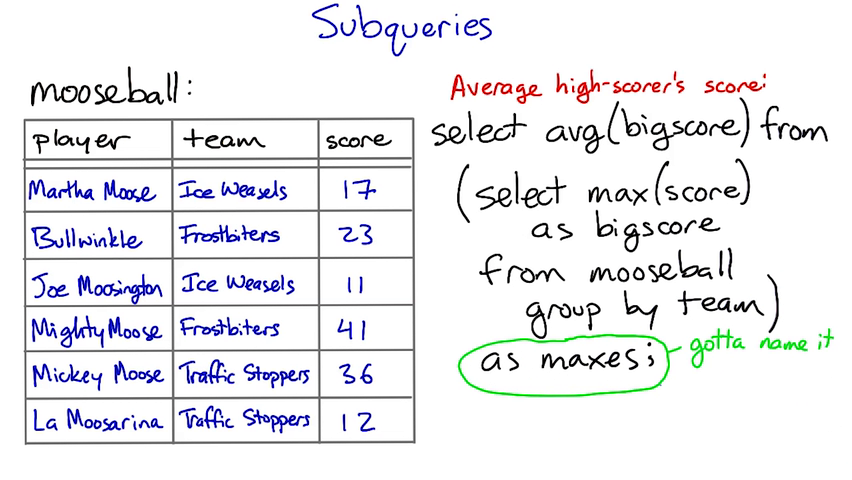 Subqueries
mooseball:
player team score
Martha Moose Ice Weasels 17
Bullwinkle Frostbiters 23
Joe Moosington Ice Weasels 11
Mighty Moose Frostbiters 41
Mickey Moose Traffic Stoppers 36
La Moosarina Traffic Stoppers 12
Average high-scorer's score:
select avg(bigscore) from
(select max(score)
as bigscore
from mooseball
group by team)
as maxes;
gotta name it